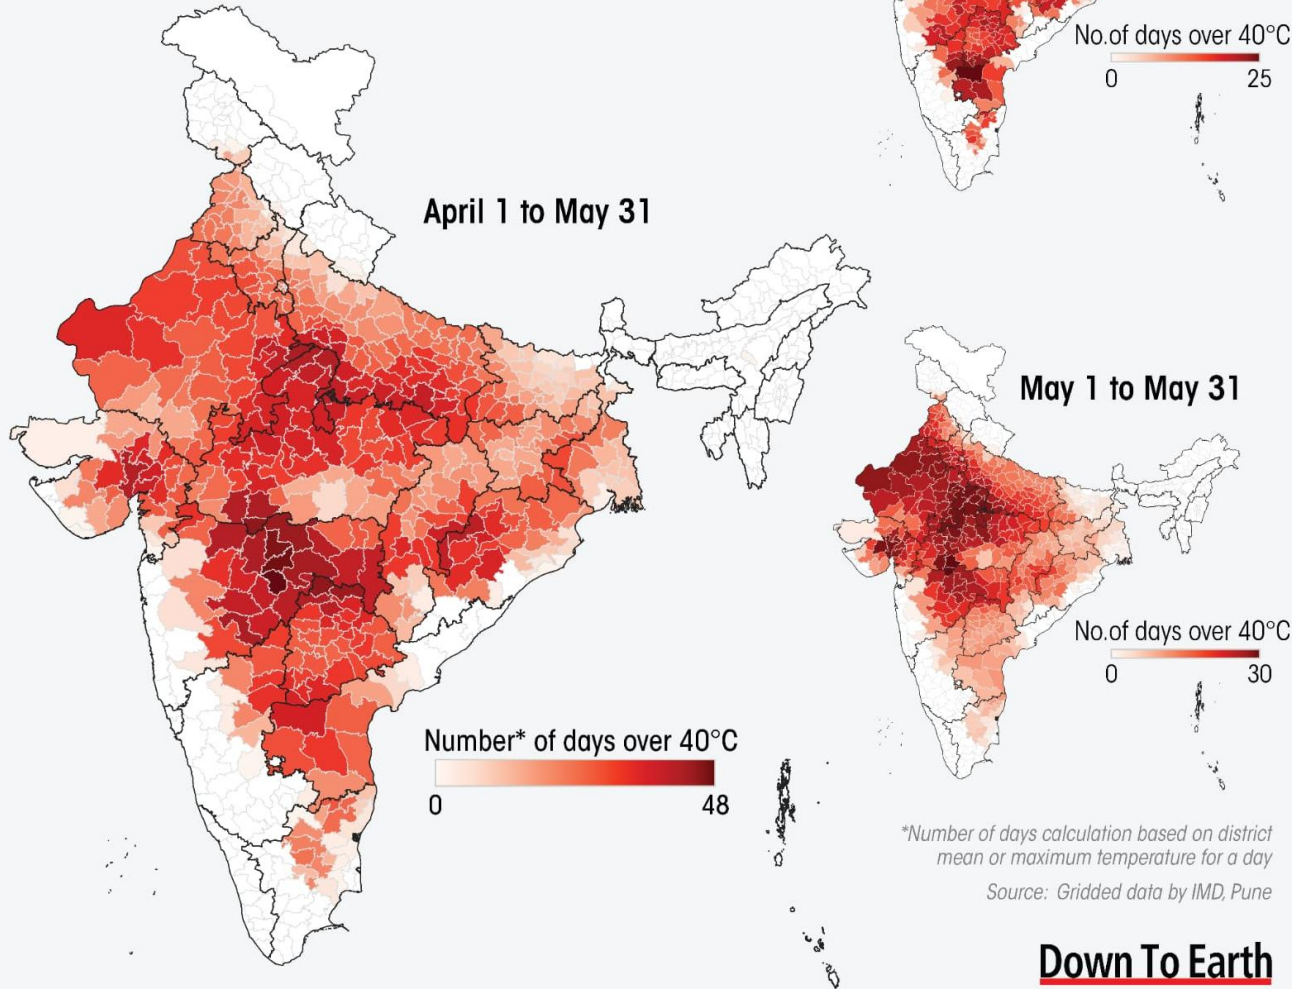 No.of days over 40°C
0 25
April 1 to May 31
May 1 to May 31
No.of days over 40°C
0 30
Number* of days over 40°C
0 48
*Number of days calculation based on district
mean or maximum temperature for a day
Source: Gridded data by IMD, Pune
Down To Earth